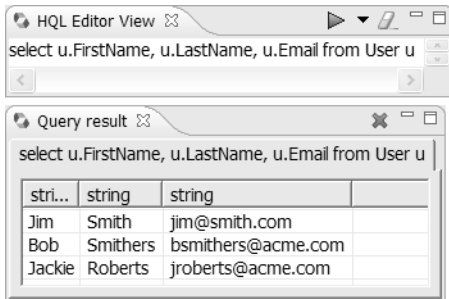 HQL Editor View
select u.FirstName, u.LastName, u.Email from User u
Query result
select u.FirstName, u.LastName, u.Email from User u
stri... string string
Jim Smith jim@smith.com
Bob Smithers bsmithers@acme.com
Jackie Roberts jroberts@acme.com